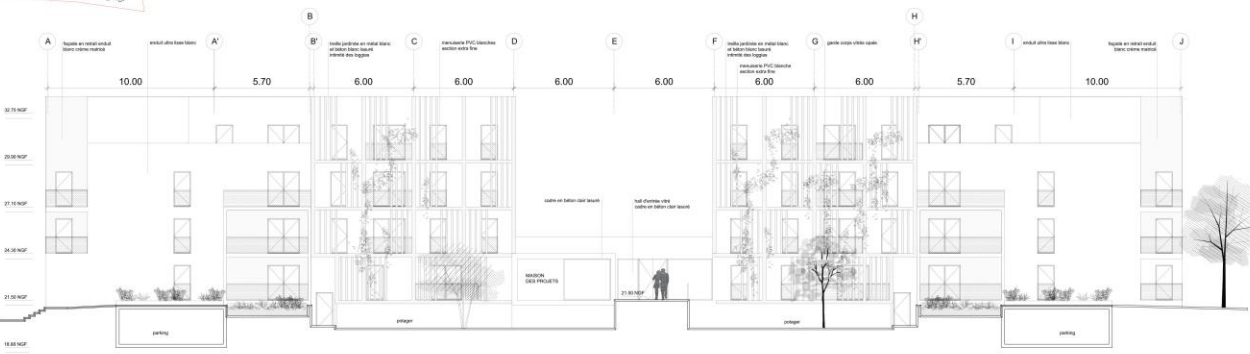 B
H
A
A'
B'
C
D
E
F
G
H'
I
J
façade en retrait enduit
blanc crème matricé
enduit ultra lisse blanc
treille jardinée en métal blanc
et béton blanc lasuré
intimité des loggias
menuiserie PVC blanches
section extra fine
treille jardinée en métal blanc
et béton blanc lasuré
intimité des loggias
menuiserie PVC blanche
section extra fine
garde corps vitrés opale
enduit ultra lisse blanc
façade en retrait enduit
blanc crème matricé
10.00
5.70
6.00
6.00
6.00
6.00
6.00
6.00
5.70
10.00
32.70 NGF
29.90 NGF
27.10 NGF
24.30 NGF
21.50 NGF
18.88 NGF
cadre en béton clair lasuré
hall d'entrée vitré
cadre en béton clair lasuré
MAISON
DES PROJETS
21.50 NGF
parking
potager
potager
parking